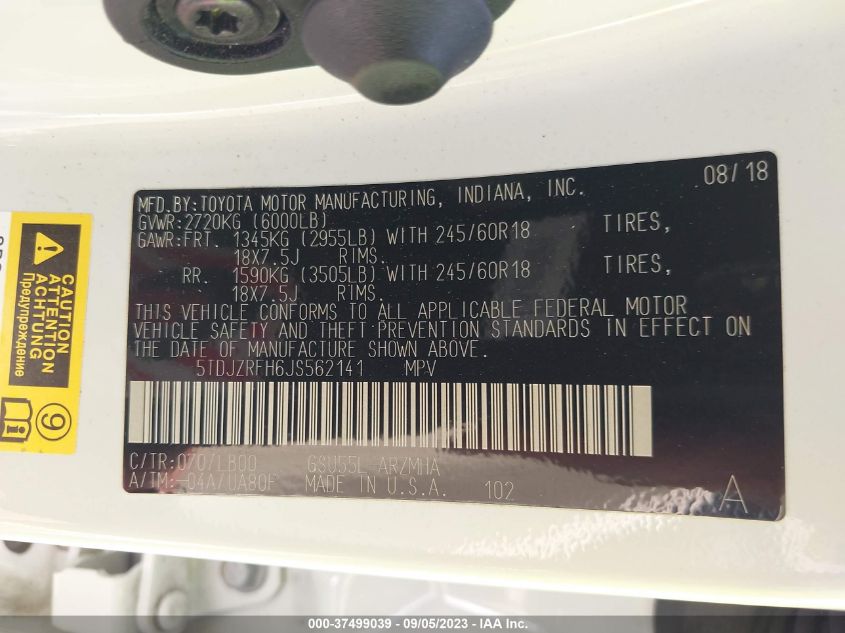 08/18
MFD.BY:TOYOTA MOTOR MANUFACTURING, INDIANA, INC.
GVWR:2720KG (6000LB)
GAWR:FRT. 1345KG (2955LB) WITH 245/60R18 TIRES,
18X7.5J RIMS.
RR. 1590KG (3505LB) WITH 245/60R18 TIRES,
18X7.5J RIMS.
THIS VEHICLE CONFORMS TO ALL APPLICABLE FEDERAL MOTOR
VEHICLE SAFETY AND THEFT PREVENTION STANDARDS IN EFFECT ON
THE DATE OF MANUFACTURE SHOWN ABOVE.
5TDJZRFH6JS562141 MPV
C/TR:070/LB00 GSU55L ARZMHA
A/TM:-04A/UA80F MADE IN U.S.A. 102 A
CAUTION
ATTENTION
ACHTUNG
Предупреждение
9
000-37499039 - 09/05/2023 - IAAI Inc.